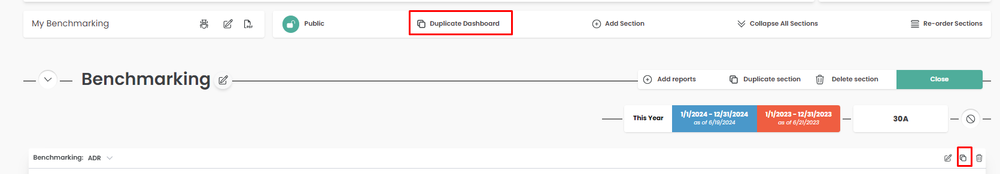 My Benchmarking
PDF
Public
Duplicate Dashboard
Add Section
Collapse All Sections
Re-order Sections
Benchmarking
Add reports
Duplicate section
Delete section
Close
This Year
1/1/2024 - 12/31/2024
as of 6/19/2024
1/1/2023 - 12/31/2023
as of 6/21/2023
30A
Benchmarking: ADR